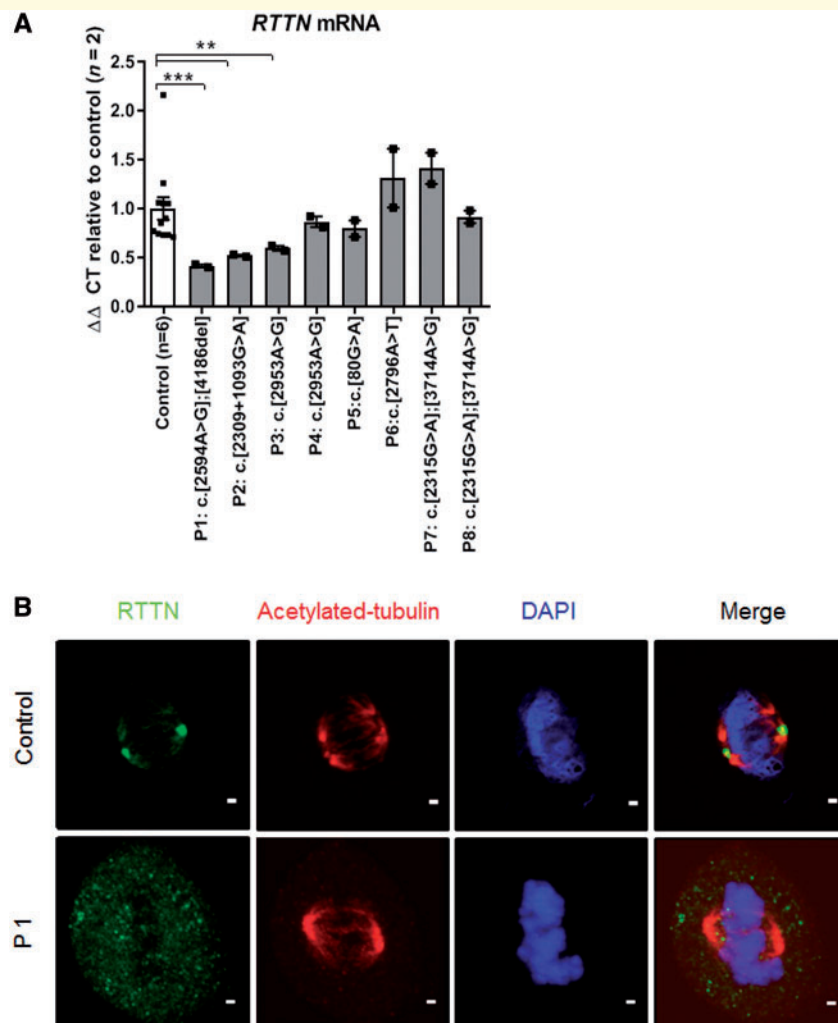 A
RTTN mRNA
ΔΔ CT relative to control (n = 2)
2.5
2.0
1.5
1.0
0.5
0.0
**
***
Control (n=6)
P1: c.[2594A>G];[4186del]
P2: c.[2309+1093G>A]
P3: c.[2953A>G]
P4: c.[2953A>G]
P5:c.[80G>A]
P6:c.[2796A>T]
P7: c.[2315G>A];[3714A>G]
P8: c.[2315G>A];[3714A>G]
B
RTTN Acetylated-tubulin DAPI Merge
Control
P 1